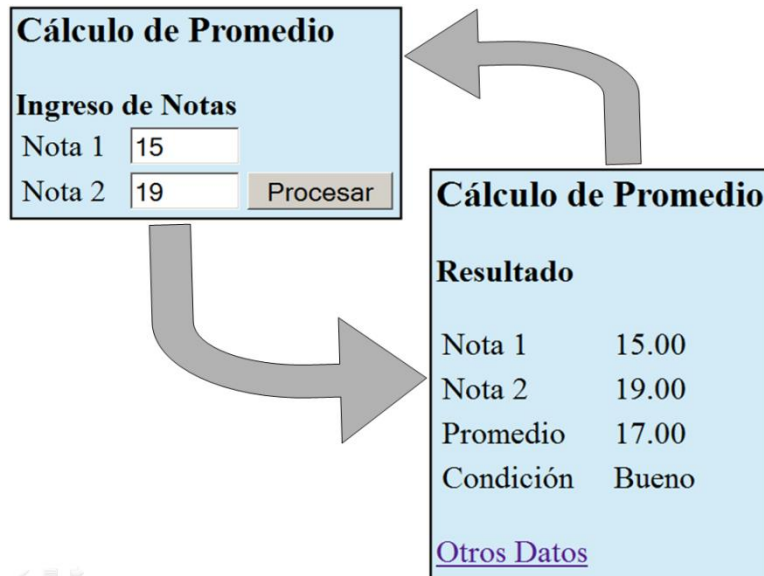 Cálculo de Promedio
Ingreso de Notas
Nota 1 15
Nota 2 19 Procesar
Cálculo de Promedio
Resultado
Nota 1 15.00
Nota 2 19.00
Promedio 17.00
Condición Bueno
Otros Datos